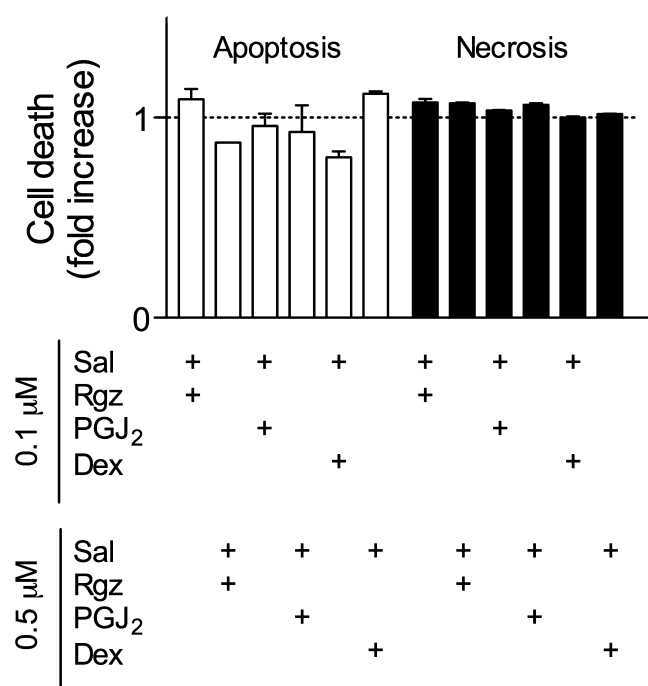 Apoptosis Necrosis
Cell death
(fold increase)
1
0
0.1 μM
Sal + + + + + +
Rgz + +
PGJ2 + +
Dex + +
0.5 μM
Sal + + + + + +
Rgz + +
PGJ2 + +
Dex + +